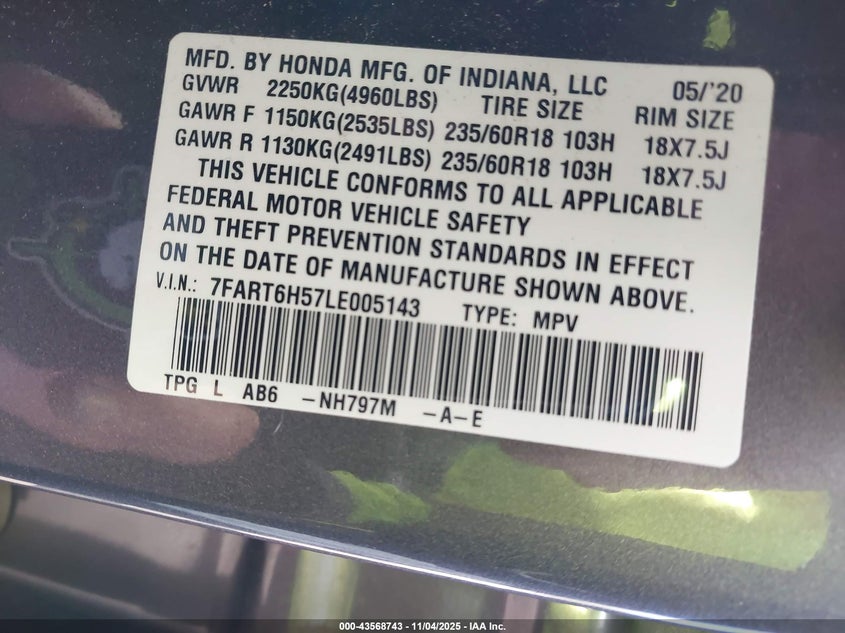 MFD. BY HONDA MFG. OF INDIANA, LLC 05/'20
GVWR 2250KG(4960LBS) TIRE SIZE RIM SIZE
GAWR F 1150KG(2535LBS) 235/60R18 103H 18X7.5J
GAWR R 1130KG(2491LBS) 235/60R18 103H 18X7.5J
THIS VEHICLE CONFORMS TO ALL APPLICABLE
FEDERAL MOTOR VEHICLE SAFETY
AND THEFT PREVENTION STANDARDS IN EFFECT
ON THE DATE OF MANUFACTURE SHOWN ABOVE.
V.I.N.: 7FART6H57LE005143 TYPE: MPV
TPG L AB6 -NH797M -A-E
000-43568743 - 11/04/2025 - IAA Inc.